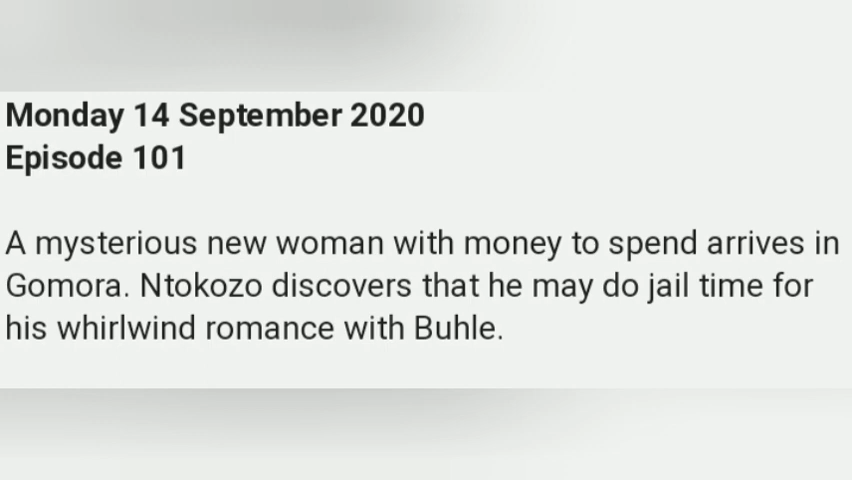 Monday 14 September 2020
Episode 101
A mysterious new woman with money to spend arrives in
Gomora. Ntokozo discovers that he may do jail time for
his whirlwind romance with Buhle.